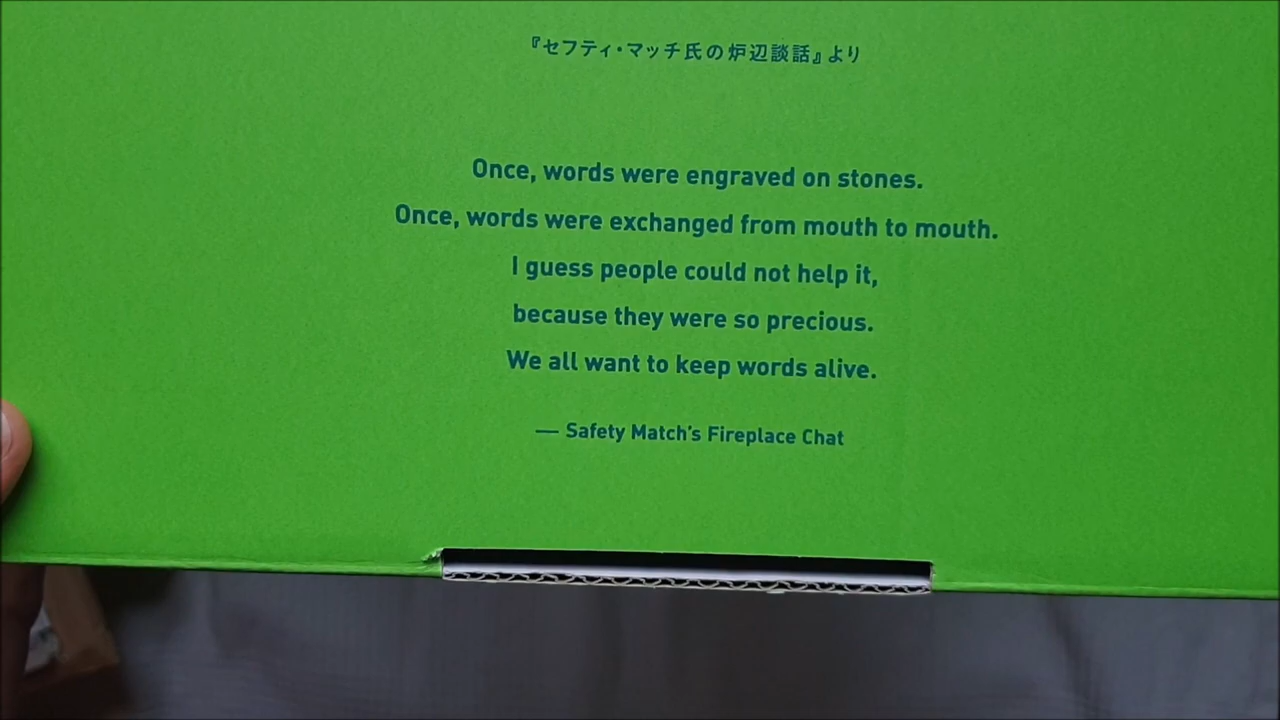 『セフティ・マッチ氏の炉辺談話』より
Once, words were engraved on stones.
Once, words were exchanged from mouth to mouth.
I guess people could not help it,
because they were so precious.
We all want to keep words alive.
— Safety Match's Fireplace Chat